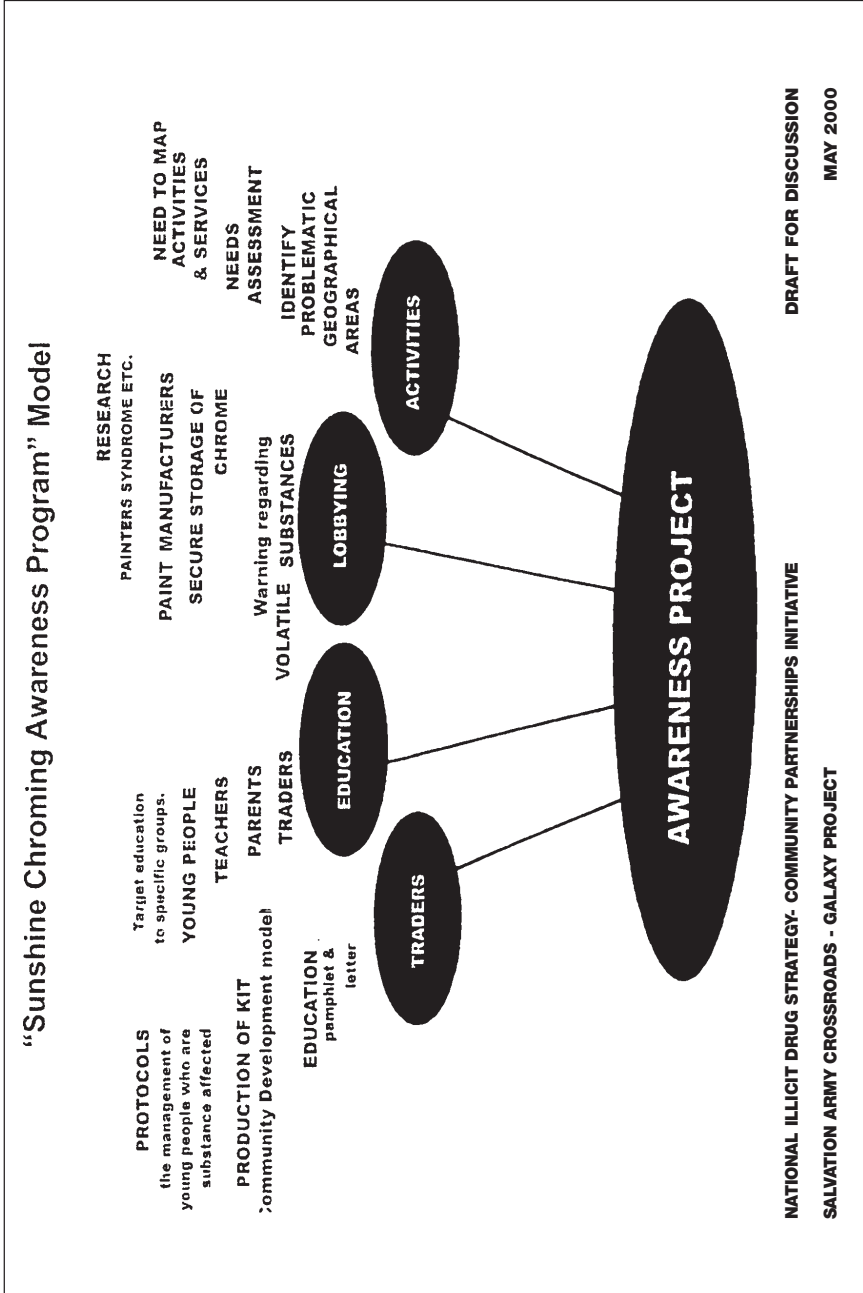 “Sunshine Chroming Awareness Program” Model
PROTOCOLS
the management of
young people who are
substance affected
PRODUCTION OF KIT
Community Development model
EDUCATION
pamphlet &
letter
TRADERS
Target education
to specific groups.
YOUNG PEOPLE
TEACHERS
PARENTS
TRADERS
EDUCATION
RESEARCH
PAINTERS SYNDROME ETC.
PAINT MANUFACTURERS
SECURE STORAGE OF
CHROME
Warning regarding
VOLATILE SUBSTANCES
LOBBYING
NEED TO MAP
ACTIVITIES
& SERVICES
NEEDS
ASSESSMENT
IDENTIFY
PROBLEMATIC
GEOGRAPHICAL
AREAS
ACTIVITIES
AWARENESS PROJECT
NATIONAL ILLICIT DRUG STRATEGY- COMMUNITY PARTNERSHIPS INITIATIVE
DRAFT FOR DISCUSSION
SALVATION ARMY CROSSROADS - GALAXY PROJECT
MAY 2000